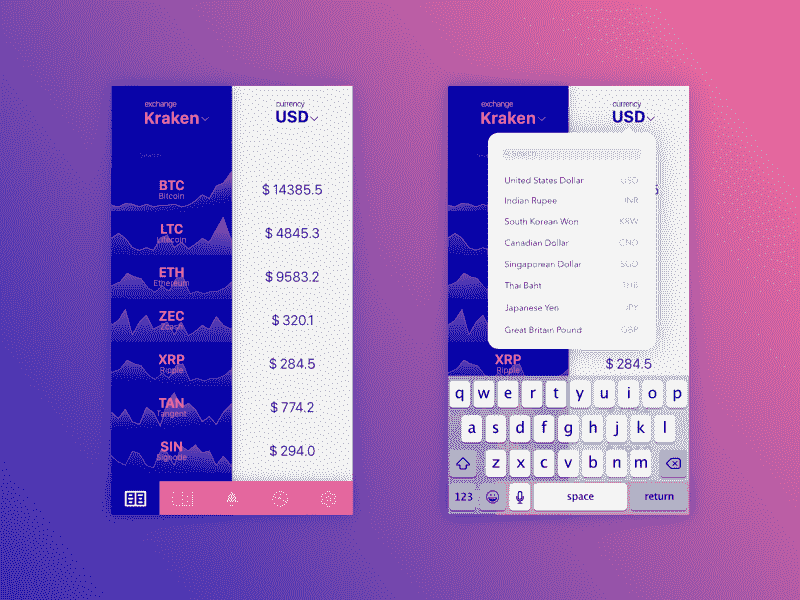 exchange
Kraken
currency
USD
Search
BTC
Bitcoin
$ 14385.5
LTC
Litecoin
$ 4845.3
ETH
Ethereum
$ 9583.2
ZEC
Zcash
$ 320.1
XRP
Ripple
$ 284.5
TAN
Tangent
$ 774.2
SIN
Signode
$ 294.0
exchange
Kraken
currency
USD
Search
United States Dollar USD
Indian Rupee INR
South Korean Won KRW
Canadian Dollar CND
Singaporean Dollar SGD
Thai Baht THB
Japanese Yen JPY
Great Britain Pound GBP
XRP
Ripple
$ 284.5
q w e r t y u i o p
a s d f g h j k l
z x c v b n m
123 space return